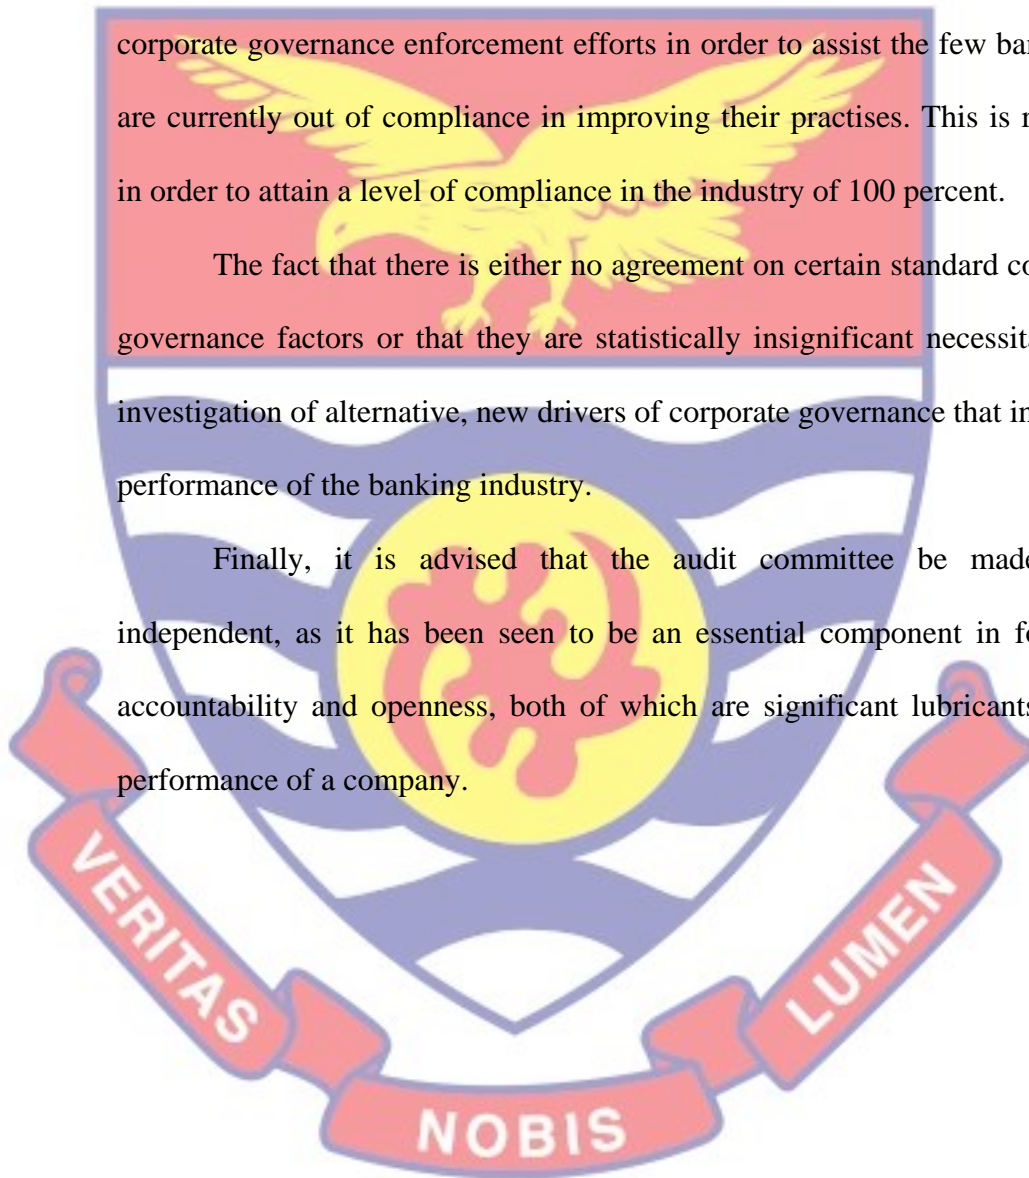 corporate governance enforcement efforts in order to assist the few
are currently out of compliance in improving their practises. This is
in order to attain a level of compliance in the industry of 100 percent.
The fact that there is either no agreement on certain standard
governance factors or that they are statistically insignificant
investigation of alternative, new drivers of corporate governance that
performance of the banking industry.
Finally, it is advised that the audit committee be made
independent, as it has been seen to be an essential component in
accountability and openness, both of which are significant lubricants
performance of a company.
VERITAS
NOBIS
LUMEN